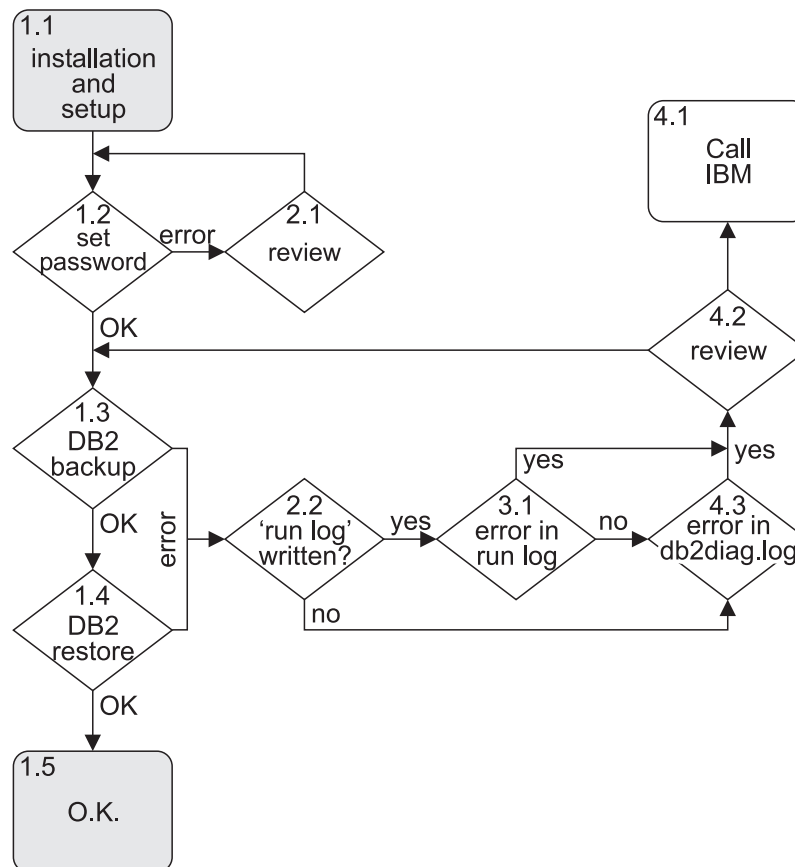 1.1
installation
and
setup
4.1
Call
IBM
1.2
set
password
error
2.1
review
OK
4.2
review
1.3
DB2
backup
yes
yes
OK
error
2.2
‘run log’
written?
yes
3.1
error in
run log
no
4.3
error in
db2diag.log
1.4
DB2
restore
no
OK
1.5
O.K.